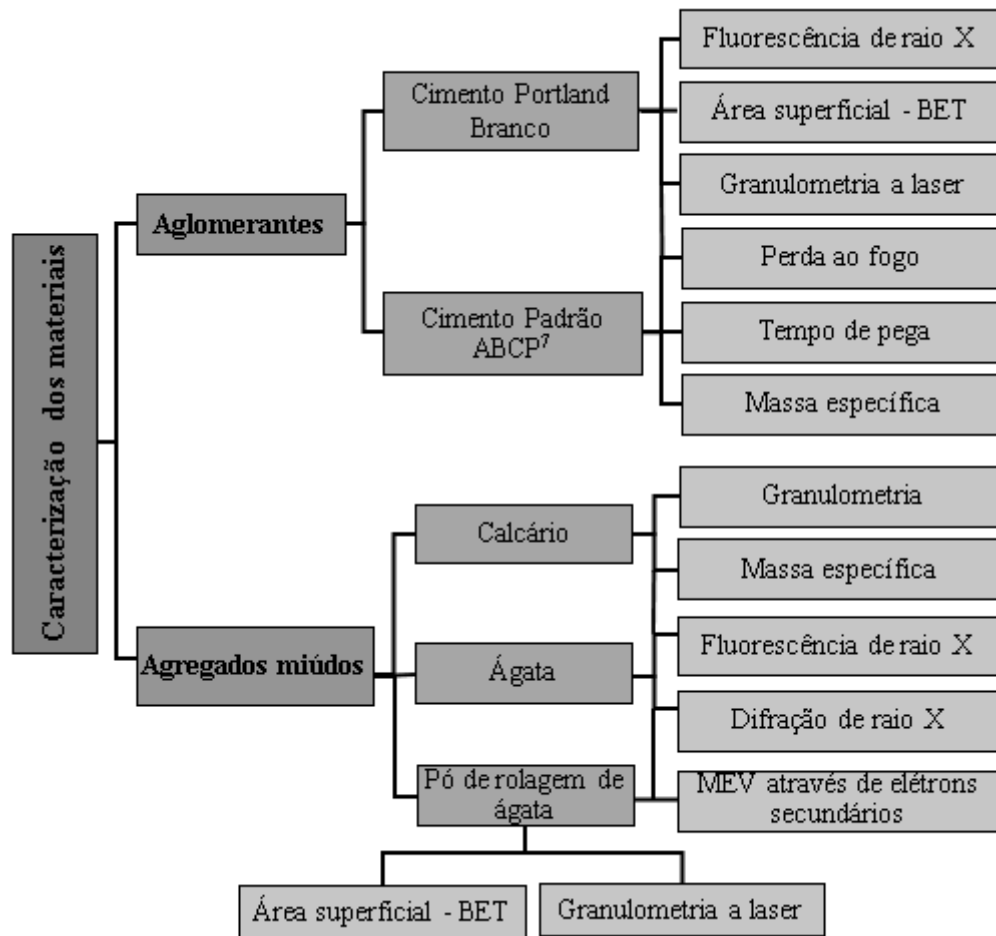 Caracterização dos materiais
Aglomerantes
Cimento Portland
Branco
Cimento Padrão
ABCP⁷
Fluorescência de raio X
Área superficial - BET
Granulometria a laser
Perda ao fogo
Tempo de pega
Massa específica
Agregados miúdos
Calcário
Ágata
Pó de rolagem de
ágata
Granulometria
Massa específica
Fluorescência de raio X
Difração de raio X
MEV através de elétrons
secundários
Área superficial - BET
Granulometria a laser